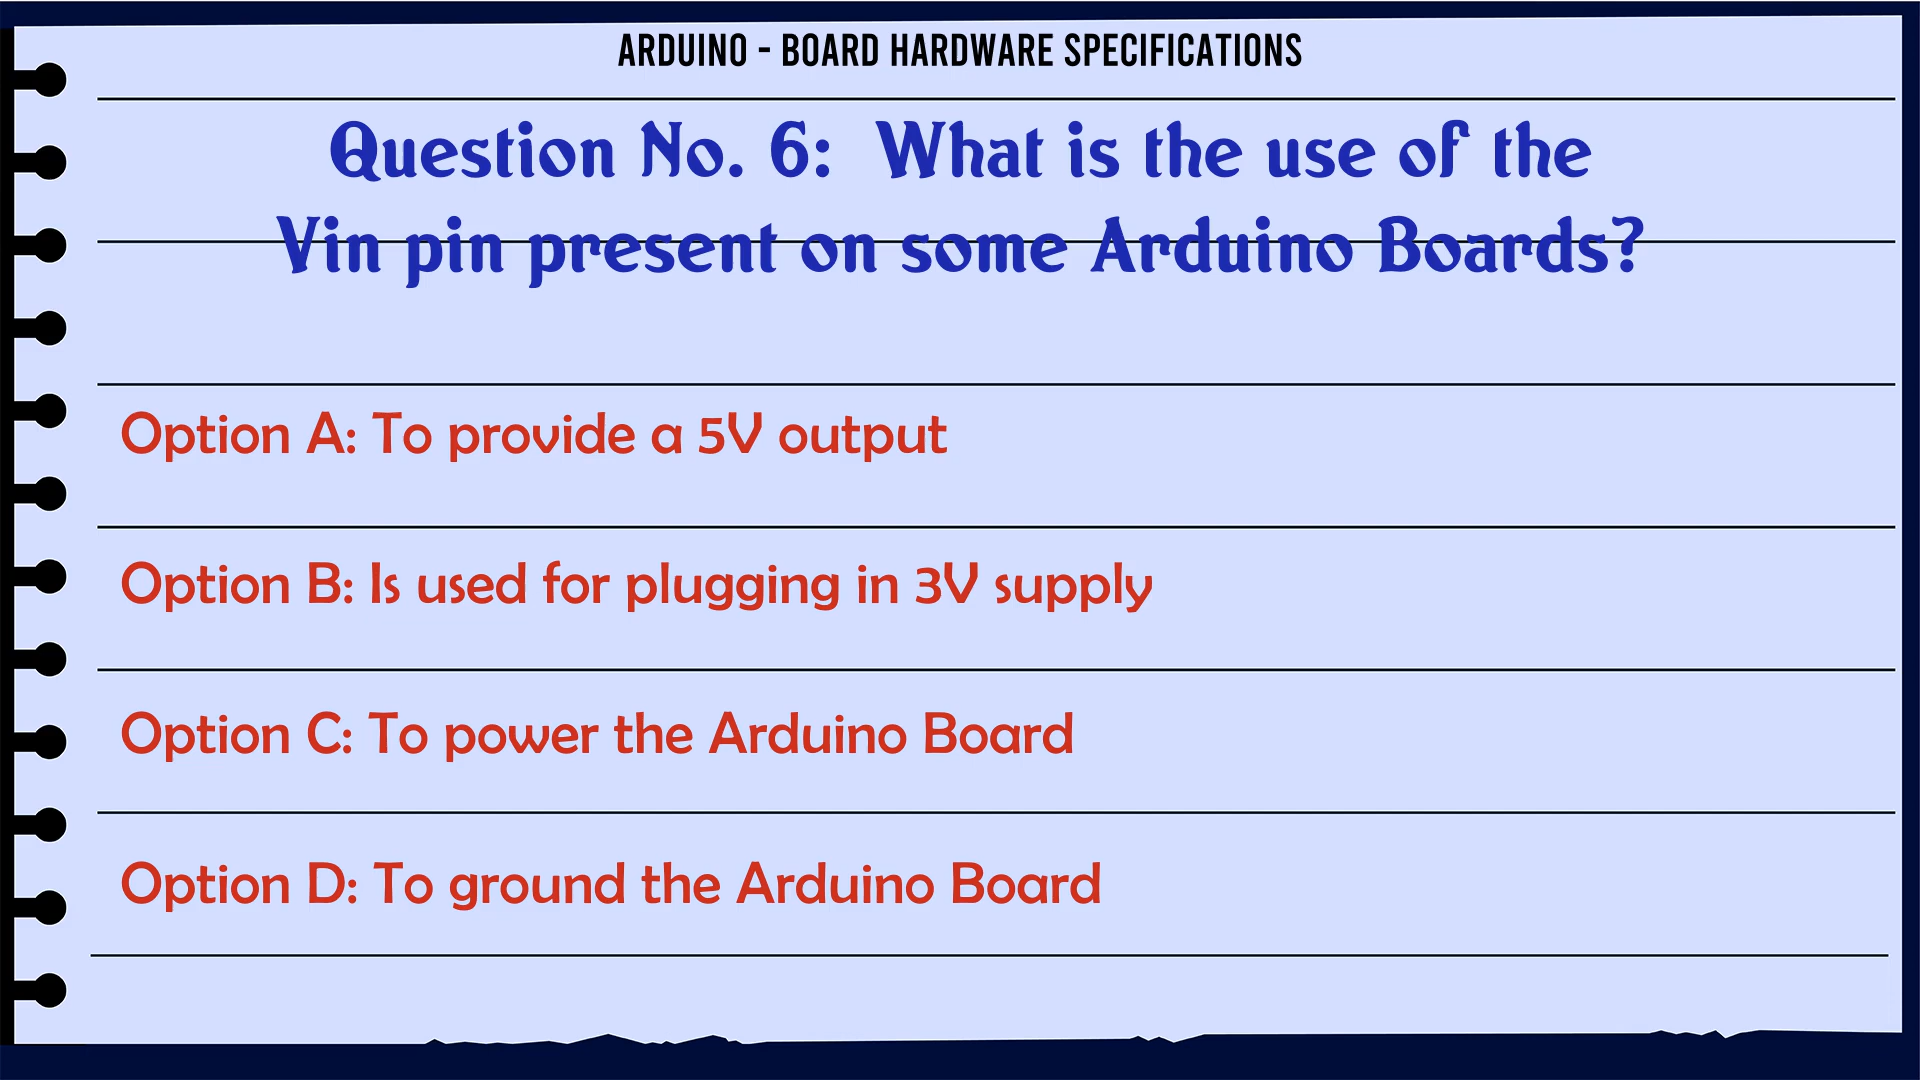 ARDUINO - BOARD HARDWARE SPECIFICATIONS
Question No. 6: What is the use of the
Vin pin present on some Arduino Boards?
Option A: To provide a 5V output
Option B: Is used for plugging in 3V supply
Option C: To power the Arduino Board
Option D: To ground the Arduino Board